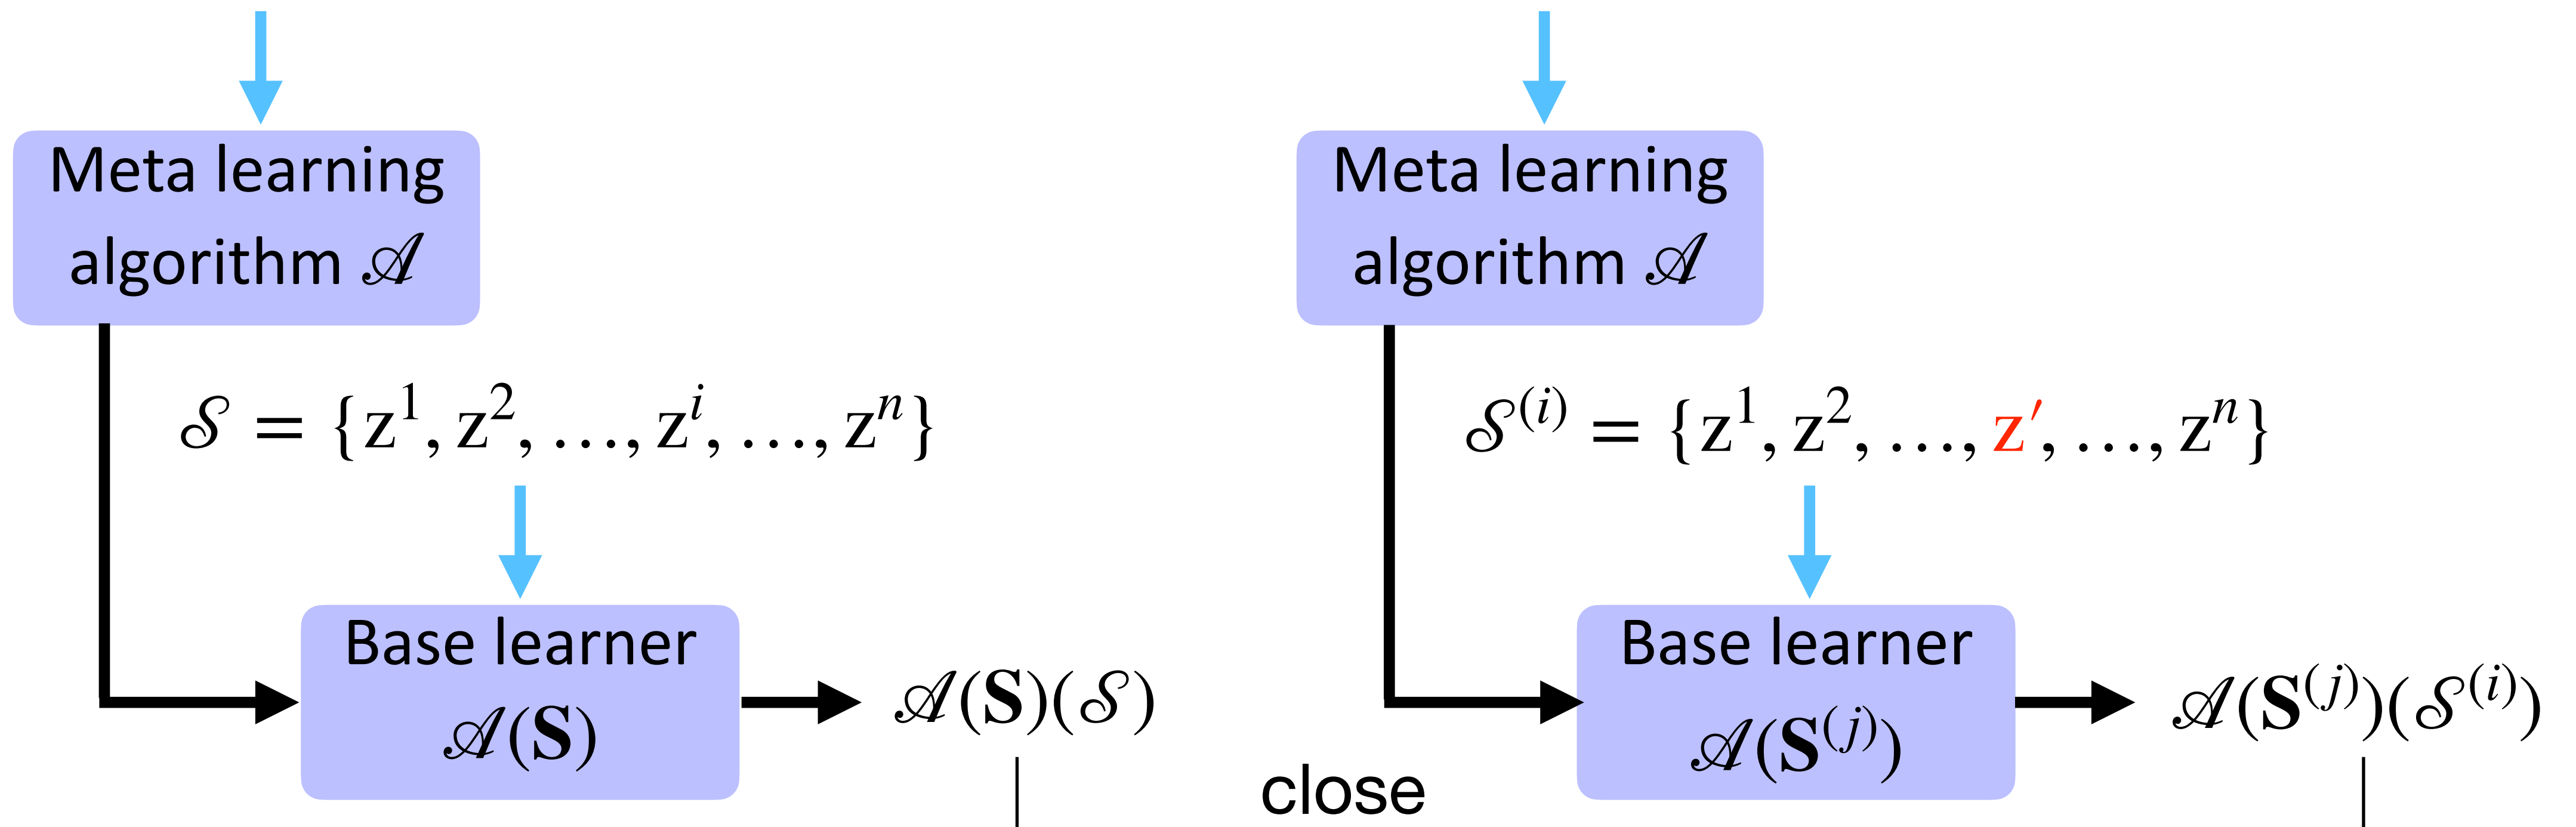 Meta learning
algorithm 𝒜
𝒮 = {z¹, z², …, zⁱ, …, zⁿ}
Base learner
𝒜(𝐒)
𝒜(𝐒)(𝒮)
Meta learning
algorithm 𝒜
𝒮⁽ⁱ⁾ = {z¹, z², …, z′, …, zⁿ}
Base learner
𝒜(𝐒⁽ʲ⁾)
𝒜(𝐒⁽ʲ⁾)(𝒮⁽ⁱ⁾)
close